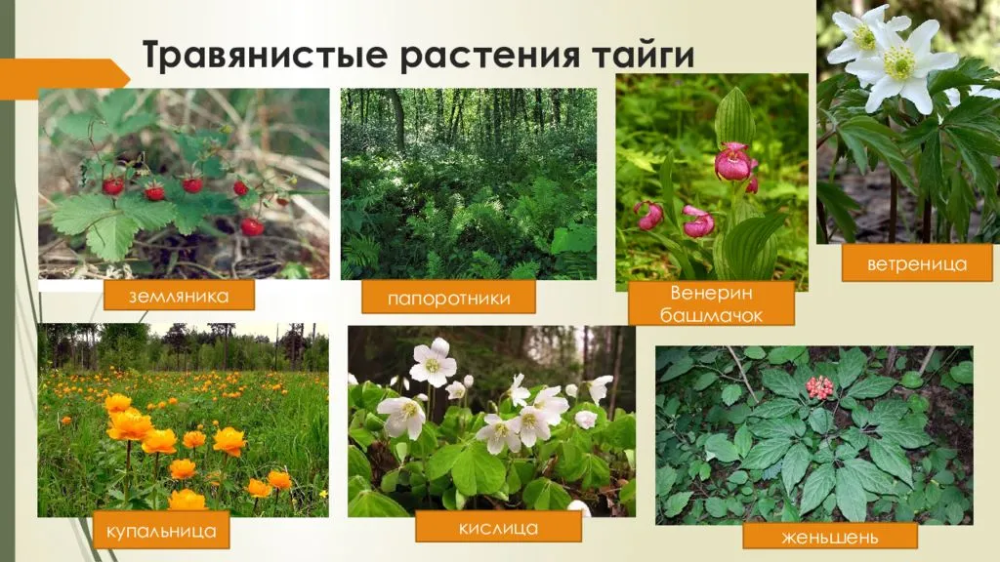 Травянистые растения тайги
земляника
папоротники
Венерин
башмачок
ветреница
купальница
кислица
женьшень